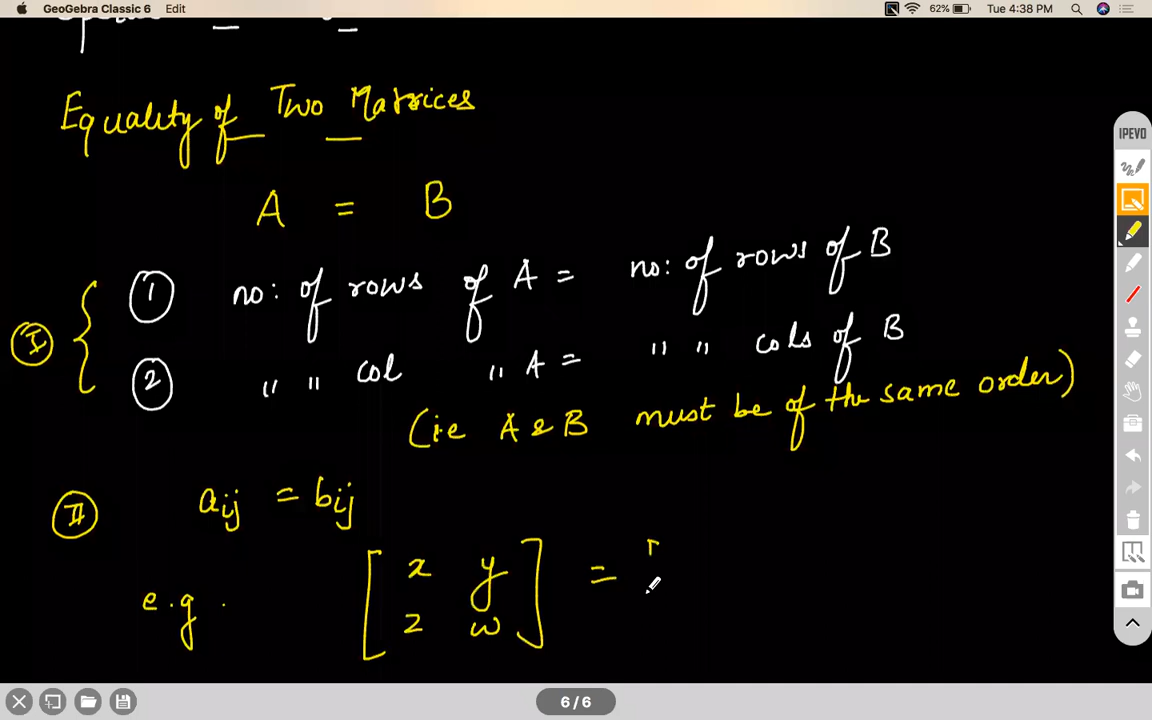 GeoGebra Classic 6 Edit 62% Tue 4:38 PM
Equality of Two Matrices
A = B
IPEVO
I
1 no: of rows of A = no: of rows of B
2 " " col " A = " " cols of B
(ie A & B must be of the same order)
II aij = bij
e.g. [ x y =
z w ]
6/6